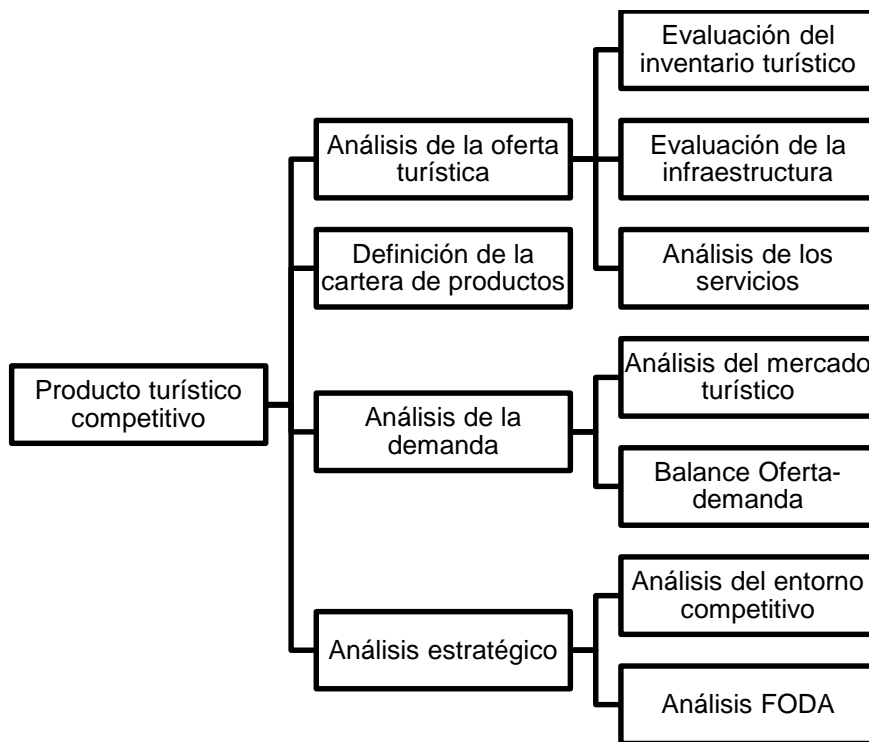 Producto turístico
competitivo
Análisis de la oferta
turística
Evaluación del
inventario turístico
Evaluación de la
infraestructura
Análisis de los
servicios
Definición de la
cartera de productos
Análisis de la
demanda
Análisis del mercado
turístico
Balance Oferta-
demanda
Análisis estratégico
Análisis del entorno
competitivo
Análisis FODA